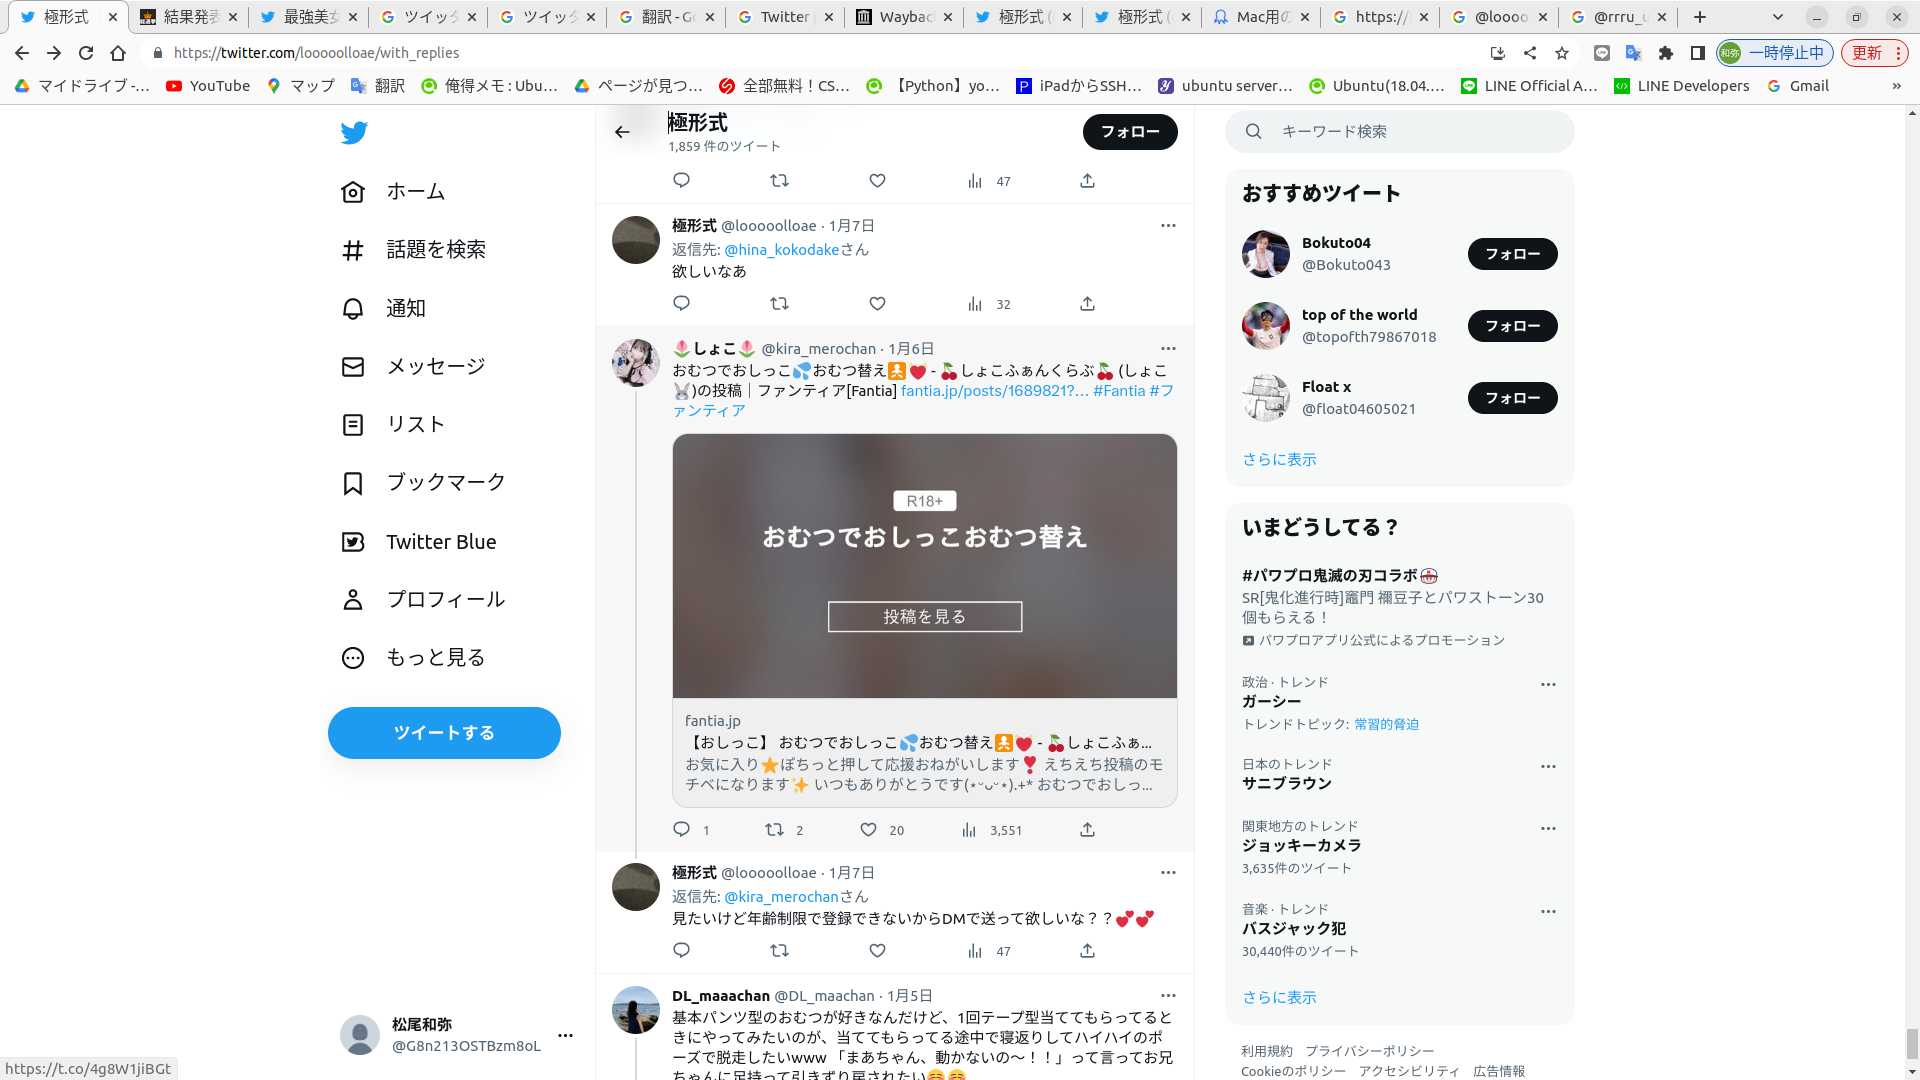 極形式
結果発表
最強美女
ツイッタ
ツイッタ
翻訳 - Go
Twitter p
Wayback
極形式 (
極形式 (
Mac用の
https://t
@loooo
@rrru_u
https://twitter.com/looooolloae/with_replies
和弥 一時停止中
更新
マイドライブ -...
YouTube
マップ
翻訳
俺得メモ : Ubu...
ページが見つ...
全部無料！CS...
【Python】yo...
iPadからSSH...
ubuntu server...
Ubuntu(18.04....
LINE Official A...
LINE Developers
Gmail
»
ホーム
話題を検索
通知
メッセージ
リスト
ブックマーク
Twitter Blue
プロフィール
もっと見る
ツイートする
松尾和弥
@G8n213OSTBzm8oL
https://t.co/4g8W1jiBGt
極形式
1,859 件のツイート
フォロー
47
極形式 @looooolloae · 1月7日
返信先: @hina_kokodakeさん
欲しいなあ
32
🌷しょこ🌷 @kira_merochan · 1月6日
おむつでおしっこ💦おむつ替え🚼💓 - 🍒しょこふぁんくらぶ🍒 (しょこ
🐰)の投稿｜ファンティア[Fantia] fantia.jp/posts/1689821?… #Fantia #フ
ァンティア
R18+
おむつでおしっこおむつ替え
投稿を見る
fantia.jp
【おしっこ】 おむつでおしっこ💦おむつ替え🚼💓 - 🍒しょこふぁ...
お気に入り⭐ぽちっと押して応援おねがいします❣ えちえち投稿のモ
チベになります✨ いつもありがとうです(⋆ᵕᴗᵕ⋆).+* おむつでおしっ...
1
2
20
3,551
極形式 @looooolloae · 1月7日
返信先: @kira_merochanさん
見たいけど年齢制限で登録できないからDMで送って欲しいな？？💕💕
47
DL_maaachan @DL_maachan · 1月5日
基本パンツ型のおむつが好きなんだけど、1回テープ型当ててもらってると
きにやってみたいのが、当ててもらってる途中で寝返りしてハイハイのポ
ーズで脱走したいwww 「まあちゃん、動かないの〜！！」って言ってお兄
ちゃんに足持って引きずり戻されたい😊😊
キーワード検索
おすすめツイート
Bokuto04
@Bokuto043
フォロー
top of the world
@topofth79867018
フォロー
Float x
@float04605021
フォロー
さらに表示
いまどうしてる？
#パワプロ鬼滅の刃コラボ
SR[鬼化進行時]竈門 禰豆子とパワストーン30
個もらえる！
パワプロアプリ公式によるプロモーション
政治 · トレンド
ガーシー
トレンドトピック: 常習的脅迫
日本のトレンド
サニブラウン
関東地方のトレンド
ジョッキーカメラ
3,635件のツイート
音楽 · トレンド
バスジャック犯
30,440件のツイート
さらに表示
利用規約 プライバシーポリシー
Cookieのポリシー アクセシビリティ 広告情報